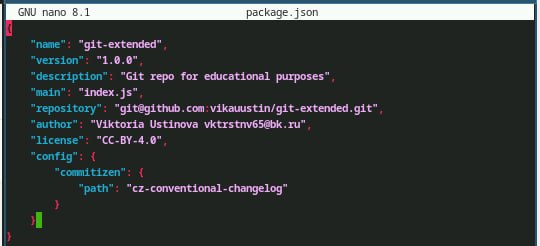 GNU nano 8.1 package.json
{
"name": "git-extended",
"version": "1.0.0",
"description": "Git repo for educational purposes",
"main": "index.js",
"repository": "git@github.com:vikauustin/git-extended.git",
"author": "Viktoria Ustinova vktrstnv65@bk.ru",
"license": "CC-BY-4.0",
"config": {
"commitizen": {
"path": "cz-conventional-changelog"
}
}
}